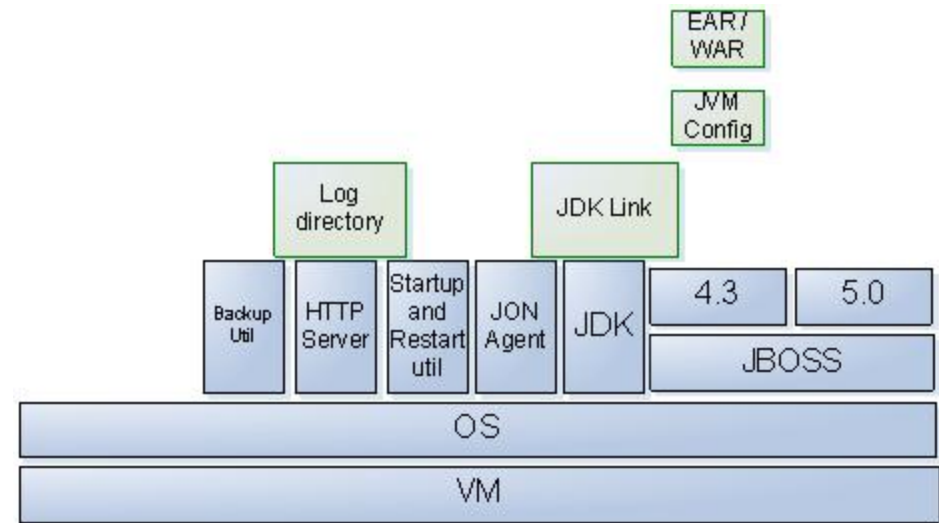 EAR /
WAR
JVM
Config
Log
directory
JDK Link
Backup
Util
HTTP
Server
Startup
and
Restart
util
JON
Agent
JDK
4.3
5.0
JBOSS
OS
VM